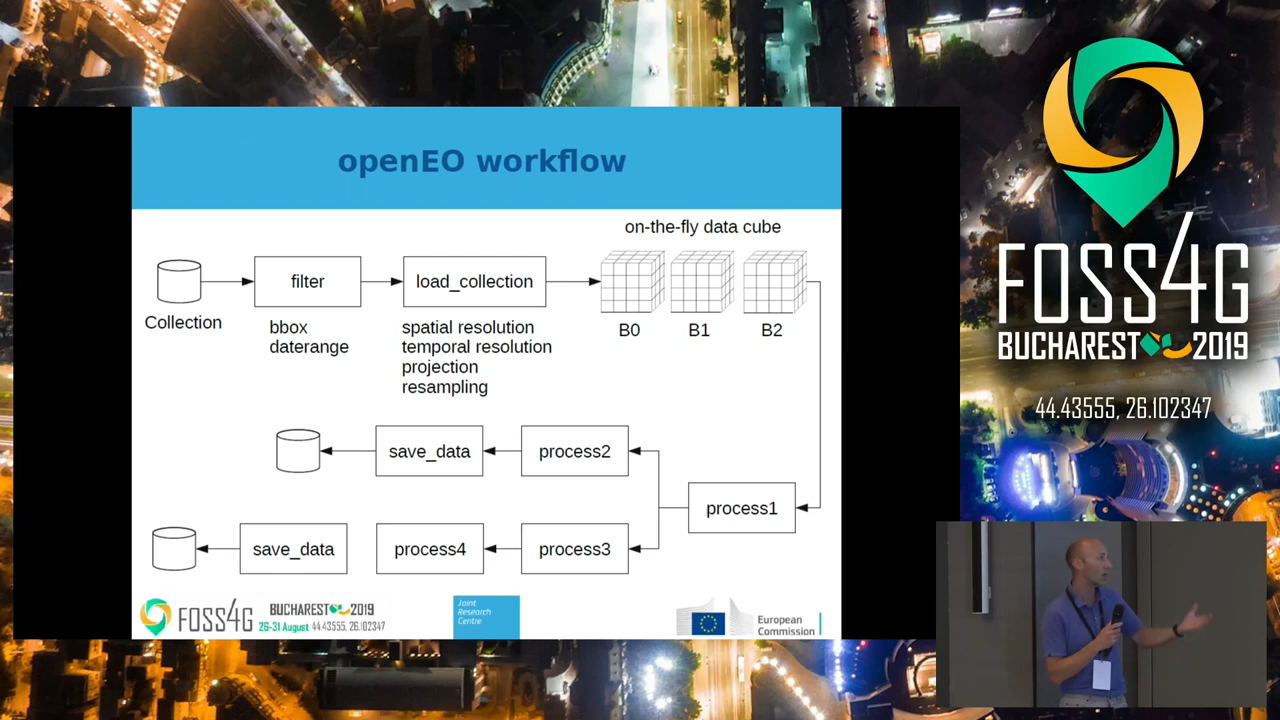 openEO workflow
on-the-fly data cube
filter
load_collection
Collection
bbox
daterange
spatial resolution
temporal resolution
projection
resampling
B0
B1
B2
save_data
process2
process1
save_data
process4
process3
FOSS4G
BUCHAREST 2019
26-31 August 44.43555, 26.102347
Joint
Research
Centre
European
Commission
FOSS4G
BUCHAREST 2019
44.43555, 26.102347